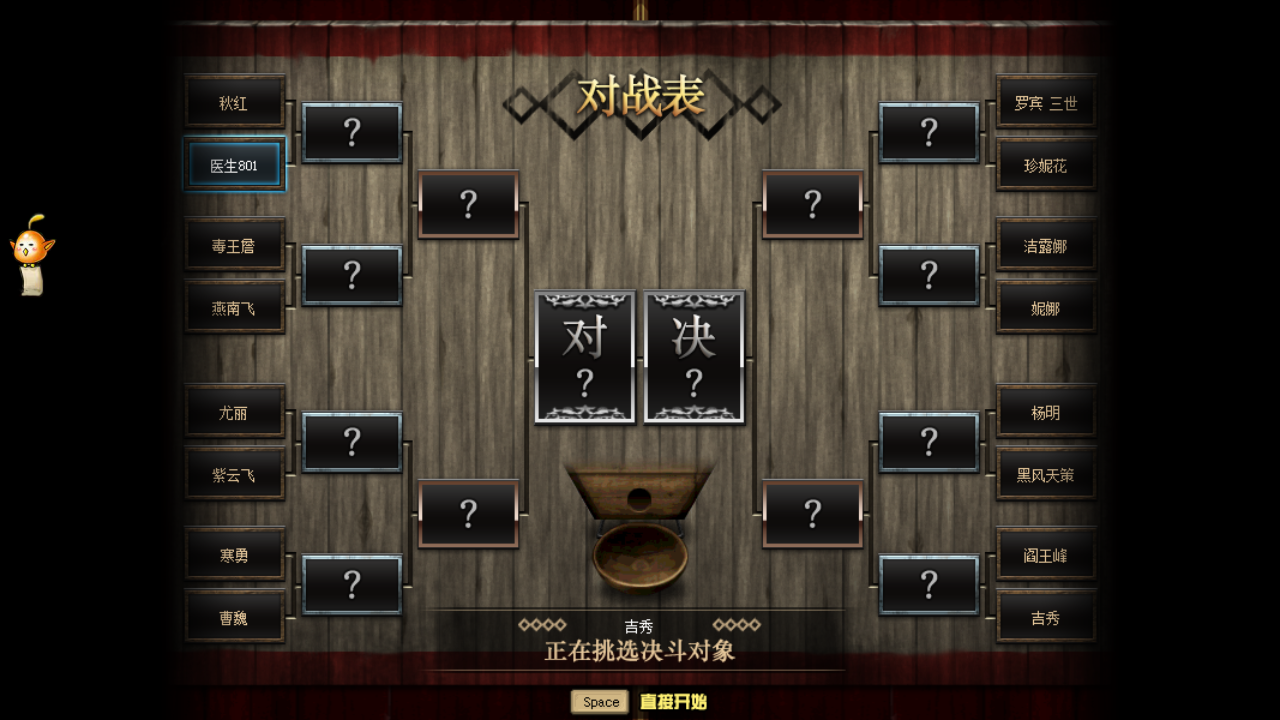 对战表
秋红
医生801
毒王詹
燕南飞
尤丽
紫云飞
寒勇
曹魏
?
?
?
?
?
?
对
?
决
?
?
?
?
?
?
?
罗宾 三世
珍妮花
洁露娜
妮娜
杨明
黑风天策
阎王峰
吉秀
吉秀
正在挑选决斗对象
Space 直接开始